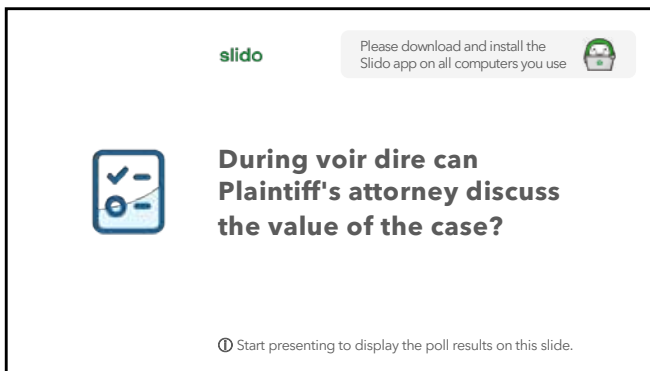 slido
Please download and install the
Slido app on all computers you use
During voir dire can
Plaintiff's attorney discuss
the value of the case?
Start presenting to display the poll results on this slide.